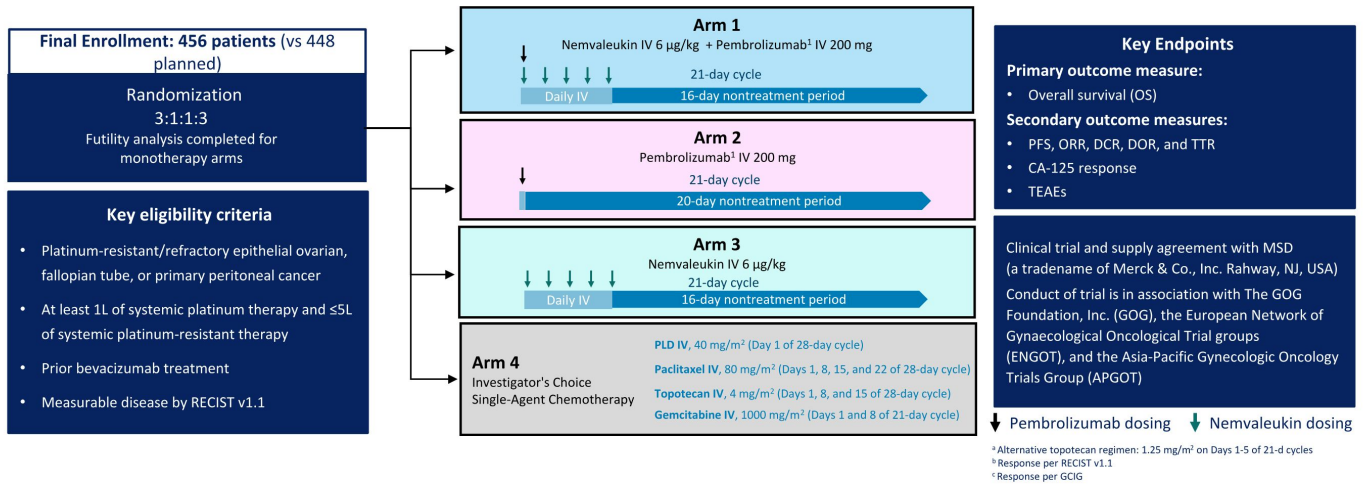 Final Enrollment: 456 patients (vs 448
planned)
Randomization
3:1:1:3
Futility analysis completed for
monotherapy arms
Key eligibility criteria
• Platinum-resistant/refractory epithelial ovarian,
fallopian tube, or primary peritoneal cancer
• At least 1L of systemic platinum therapy and ≤5L
of systemic platinum-resistant therapy
• Prior bevacizumab treatment
• Measurable disease by RECIST v1.1
Arm 1
Nemvaleukin IV 6 µg/kg + Pembrolizumab¹ IV 200 mg
21-day cycle
Daily IV
16-day nontreatment period
Arm 2
Pembrolizumab¹ IV 200 mg
21-day cycle
20-day nontreatment period
Arm 3
Nemvaleukin IV 6 µg/kg
21-day cycle
Daily IV
16-day nontreatment period
Arm 4
Investigator's Choice
Single-Agent Chemotherapy
PLD IV, 40 mg/m² (Day 1 of 28-day cycle)
Paclitaxel IV, 80 mg/m² (Days 1, 8, 15, and 22 of 28-day cycle)
Topotecan IV, 4 mg/m² (Days 1, 8, and 15 of 28-day cycle)
Gemcitabine IV, 1000 mg/m² (Days 1 and 8 of 21-day cycle)
Key Endpoints
Primary outcome measure:
• Overall survival (OS)
Secondary outcome measures:
• PFS, ORR, DCR, DOR, and TTR
• CA-125 response
• TEAEs
Clinical trial and supply agreement with MSD
(a tradename of Merck & Co., Inc. Rahway, NJ, USA)
Conduct of trial is in association with The GOG
Foundation, Inc. (GOG), the European Network of
Gynaecological Oncological Trial groups
(ENGOT), and the Asia-Pacific Gynecologic Oncology
Trials Group (APGOT)
Pembrolizumab dosing
Nemvaleukin dosing
ᵃ Alternative topotecan regimen: 1.25 mg/m² on Days 1-5 of 21-d cycles
ᵇ Response per RECIST v1.1
ᶜ Response per GCIG